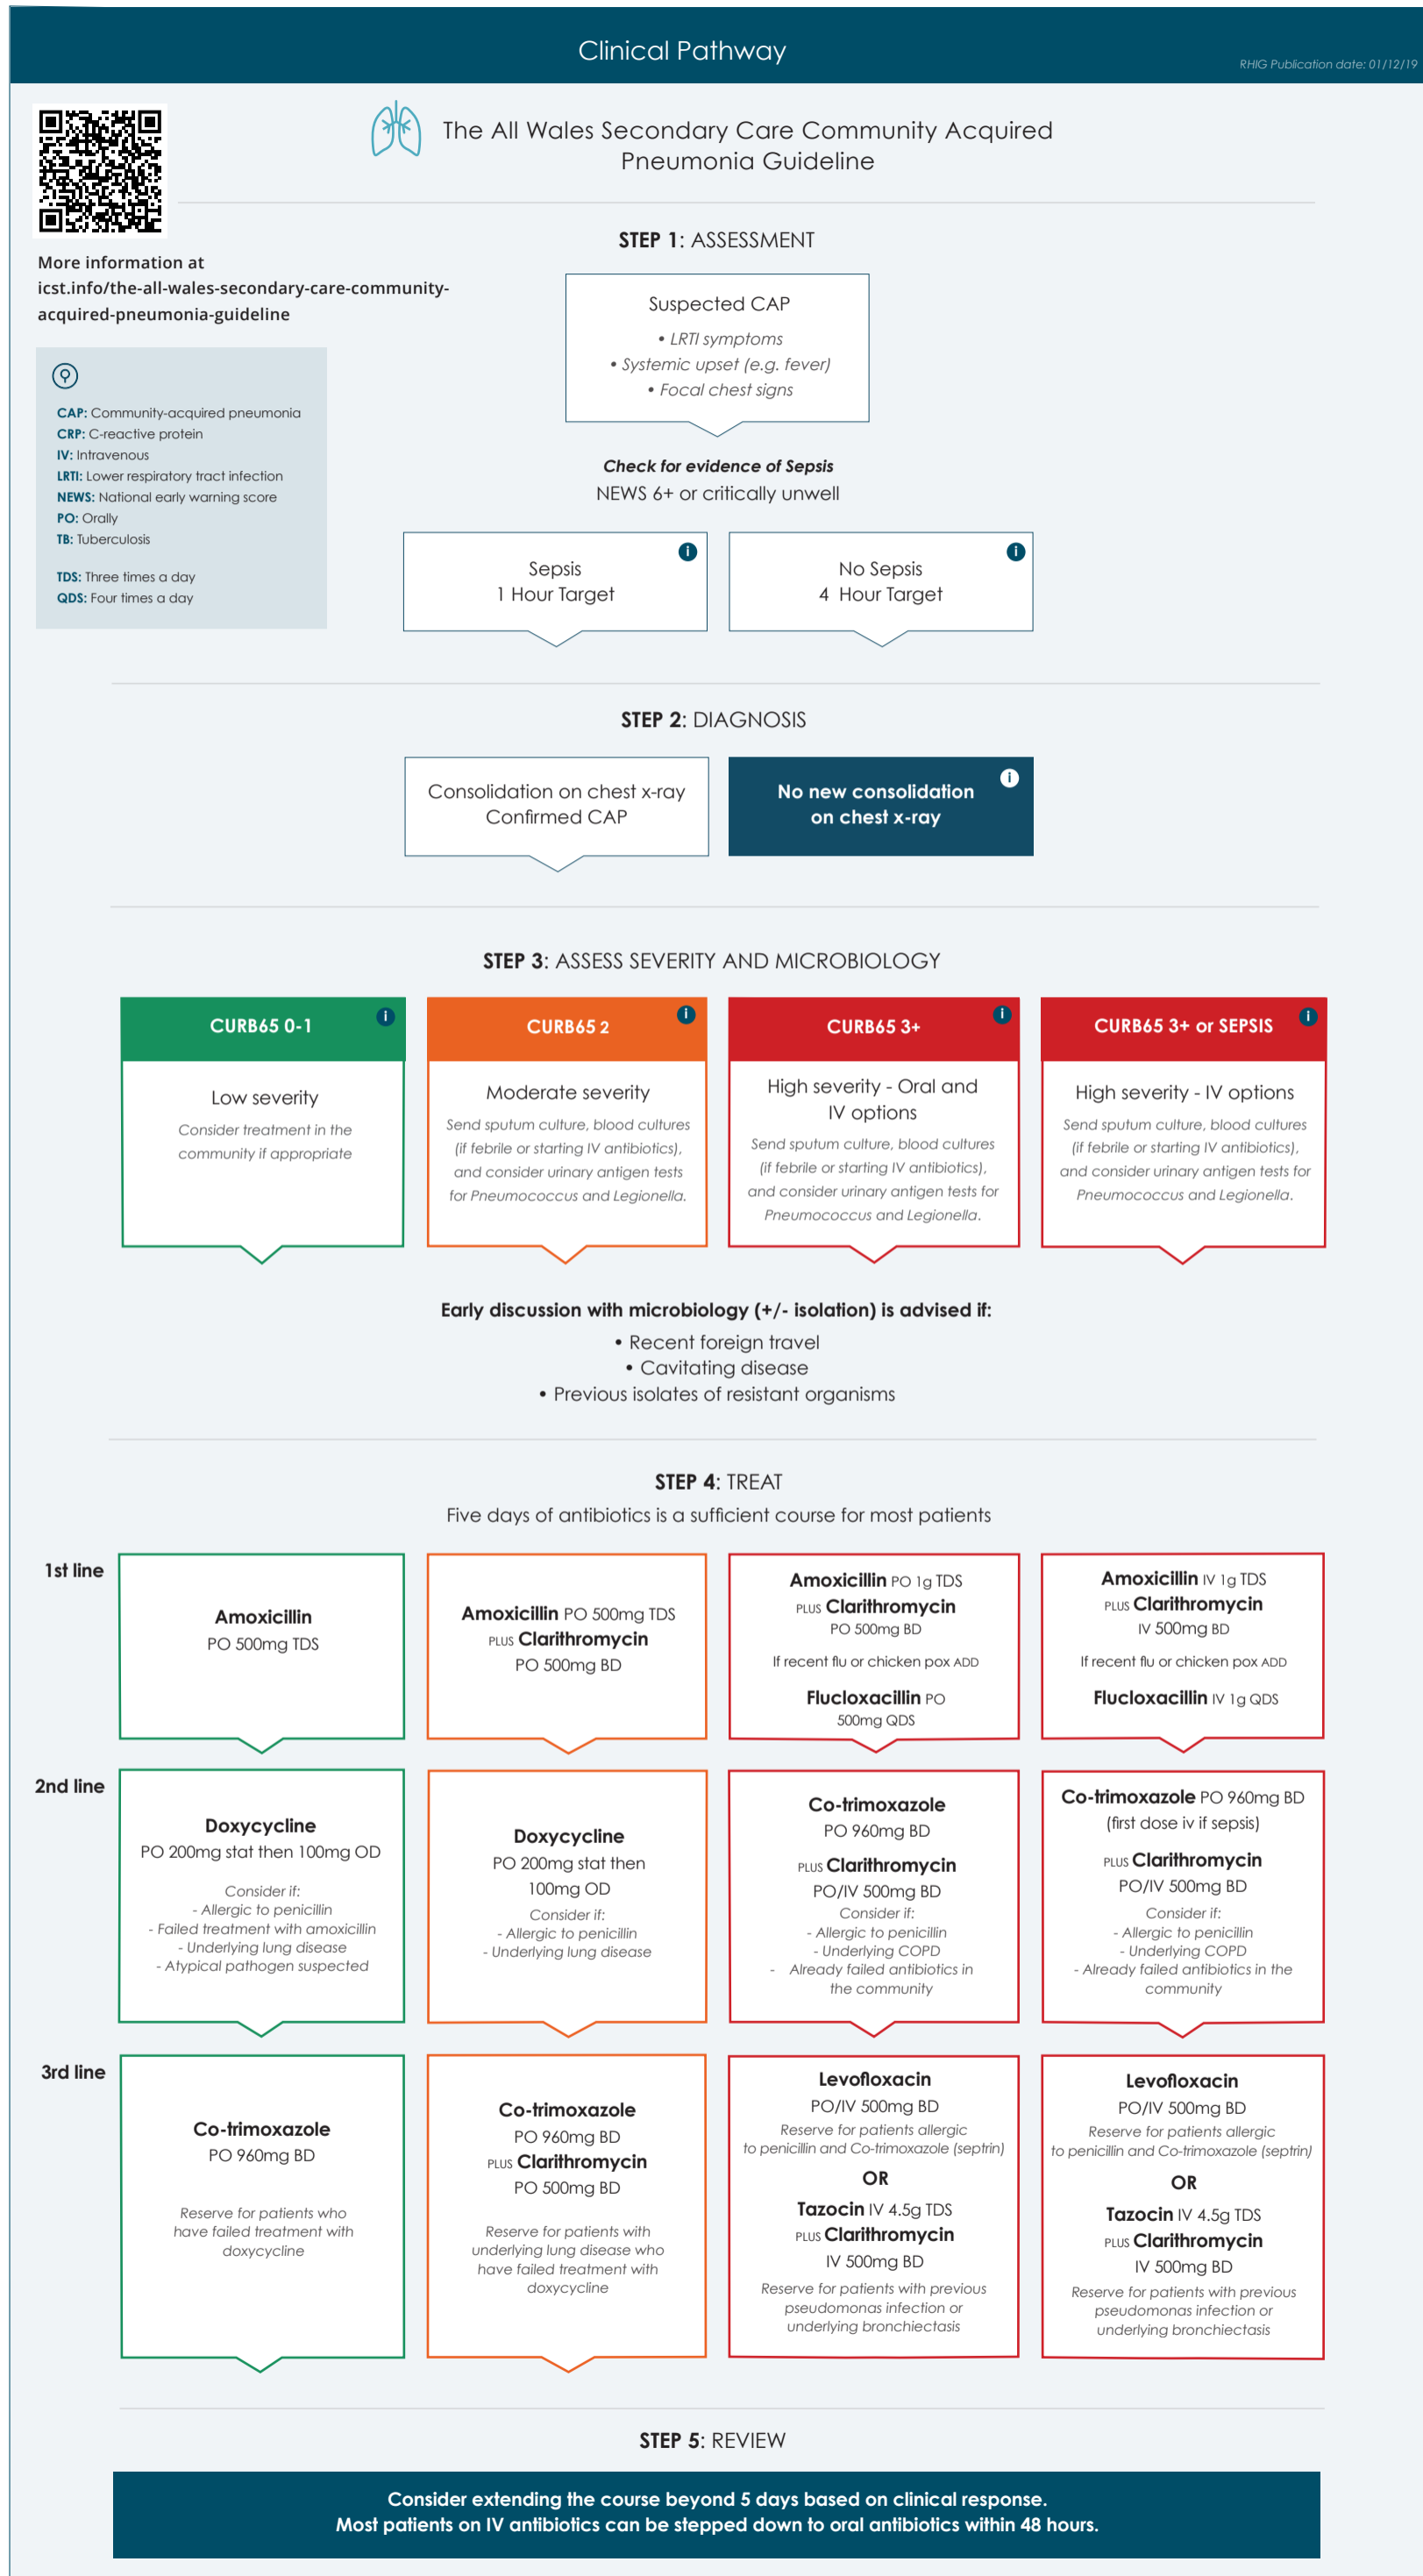 Clinical Pathway
RHIG Publication date: 01/12/19
The All Wales Secondary Care Community Acquired
Pneumonia Guideline
More information at
icst.info/the-all-wales-secondary-care-community-
acquired-pneumonia-guideline
CAP: Community-acquired pneumonia
CRP: C-reactive protein
IV: Intravenous
LRTI: Lower respiratory tract infection
NEWS: National early warning score
PO: Orally
TB: Tuberculosis
TDS: Three times a day
QDS: Four times a day
STEP 1: ASSESSMENT
Suspected CAP
• LRTI symptoms
• Systemic upset (e.g. fever)
• Focal chest signs
Check for evidence of Sepsis
NEWS 6+ or critically unwell
Sepsis
1 Hour Target
i
No Sepsis
4 Hour Target
i
STEP 2: DIAGNOSIS
Consolidation on chest x-ray
Confirmed CAP
No new consolidation
on chest x-ray
i
STEP 3: ASSESS SEVERITY AND MICROBIOLOGY
CURB65 0-1
i
Low severity
Consider treatment in the
community if appropriate
CURB65 2
i
Moderate severity
Send sputum culture, blood cultures
(if febrile or starting IV antibiotics),
and consider urinary antigen tests
for Pneumococcus and Legionella.
CURB65 3+
i
High severity - Oral and
IV options
Send sputum culture, blood cultures
(if febrile or starting IV antibiotics),
and consider urinary antigen tests for
Pneumococcus and Legionella.
CURB65 3+ or SEPSIS
i
High severity - IV options
Send sputum culture, blood cultures
(if febrile or starting IV antibiotics),
and consider urinary antigen tests for
Pneumococcus and Legionella.
Early discussion with microbiology (+/- isolation) is advised if:
• Recent foreign travel
• Cavitating disease
• Previous isolates of resistant organisms
STEP 4: TREAT
Five days of antibiotics is a sufficient course for most patients
1st line
Amoxicillin
PO 500mg TDS
Amoxicillin PO 500mg TDS
PLUS Clarithromycin
PO 500mg BD
Amoxicillin PO 1g TDS
PLUS Clarithromycin
PO 500mg BD
If recent flu or chicken pox ADD
Flucloxacillin PO
500mg QDS
Amoxicillin IV 1g TDS
PLUS Clarithromycin
IV 500mg BD
If recent flu or chicken pox ADD
Flucloxacillin IV 1g QDS
2nd line
Doxycycline
PO 200mg stat then 100mg OD
Consider if:
- Allergic to penicillin
- Failed treatment with amoxicillin
- Underlying lung disease
- Atypical pathogen suspected
Doxycycline
PO 200mg stat then
100mg OD
Consider if:
- Allergic to penicillin
- Underlying lung disease
Co-trimoxazole
PO 960mg BD
PLUS Clarithromycin
PO/IV 500mg BD
Consider if:
- Allergic to penicillin
- Underlying COPD
- Already failed antibiotics in
the community
Co-trimoxazole PO 960mg BD
(first dose iv if sepsis)
PLUS Clarithromycin
PO/IV 500mg BD
Consider if:
- Allergic to penicillin
- Underlying COPD
- Already failed antibiotics in the
community
3rd line
Co-trimoxazole
PO 960mg BD
Reserve for patients who
have failed treatment with
doxycycline
Co-trimoxazole
PO 960mg BD
PLUS Clarithromycin
PO 500mg BD
Reserve for patients with
underlying lung disease who
have failed treatment with
doxycycline
Levofloxacin
PO/IV 500mg BD
Reserve for patients allergic
to penicillin and Co-trimoxazole (septrin)
OR
Tazocin IV 4.5g TDS
PLUS Clarithromycin
IV 500mg BD
Reserve for patients with previous
pseudomonas infection or
underlying bronchiectasis
Levofloxacin
PO/IV 500mg BD
Reserve for patients allergic
to penicillin and Co-trimoxazole (septrin)
OR
Tazocin IV 4.5g TDS
PLUS Clarithromycin
IV 500mg BD
Reserve for patients with previous
pseudomonas infection or
underlying bronchiectasis
STEP 5: REVIEW
Consider extending the course beyond 5 days based on clinical response.
Most patients on IV antibiotics can be stepped down to oral antibiotics within 48 hours.